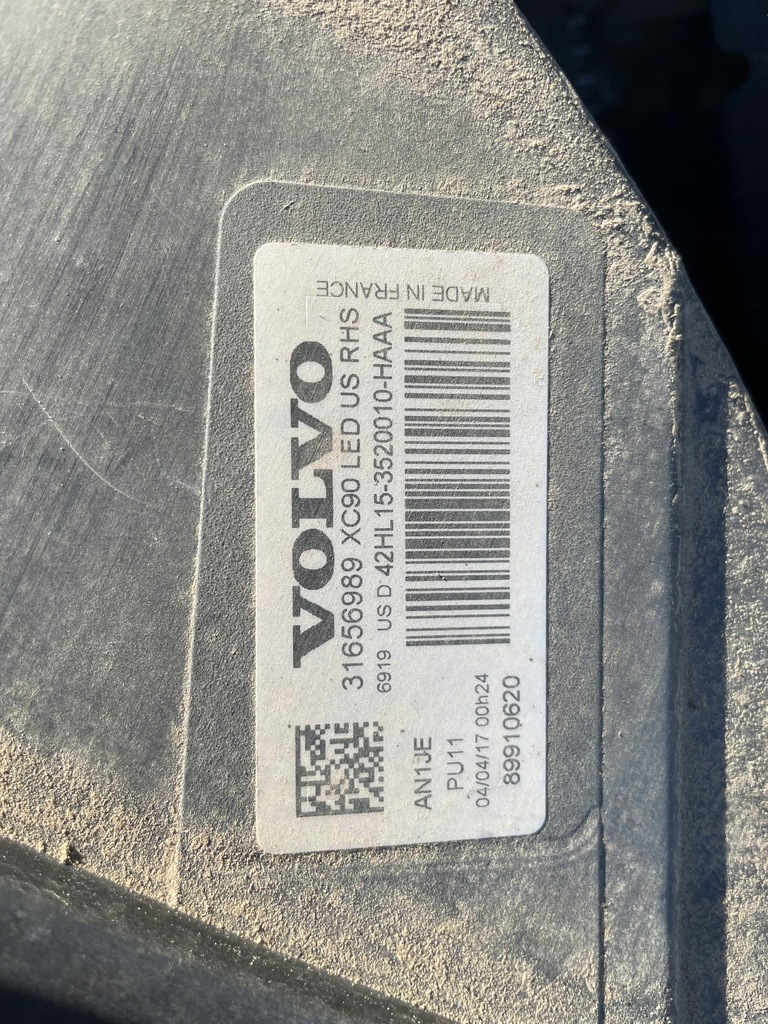 VOLVO
31656989 XC90 LED US RHS
6919 US D 42HL15-3520010-HAAA
MADE IN FRANCE
AN1JE
PU11
04/04/17 00h24
89910620